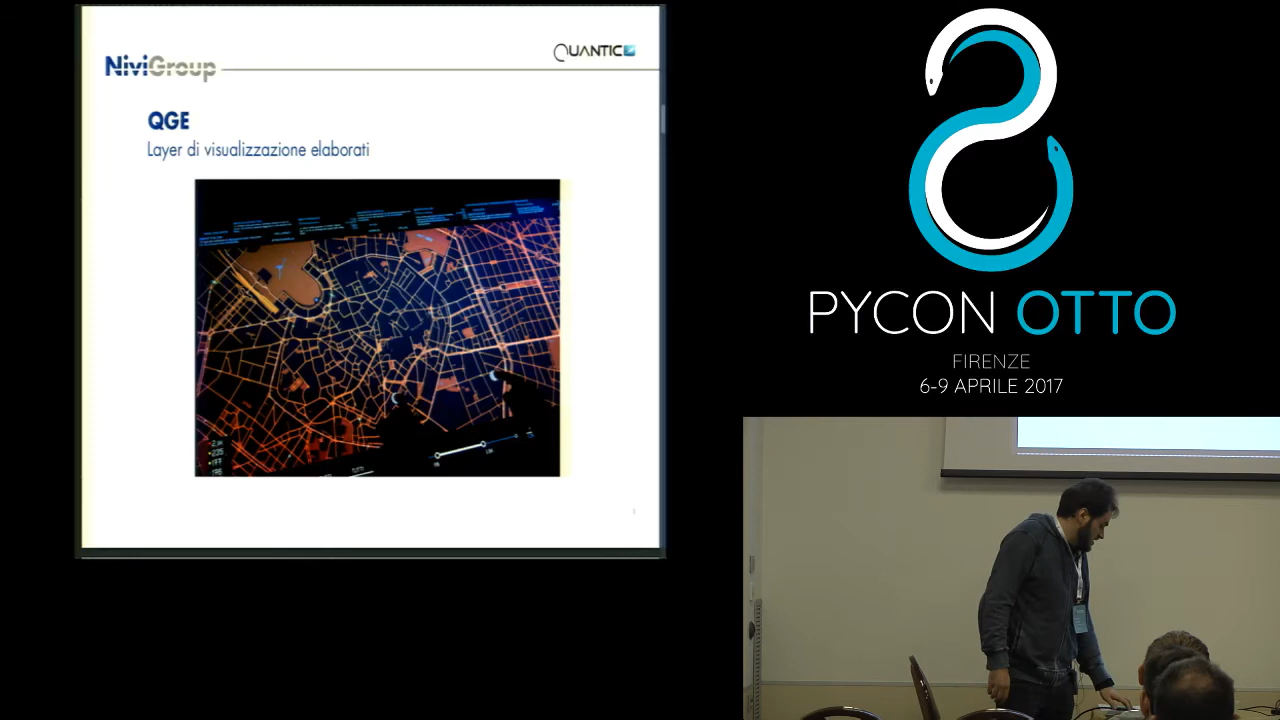 NiviGroup
QUANTIC
QGE
Layer di visualizzazione elaborati
PYCON OTTO
FIRENZE
6-9 APRILE 2017